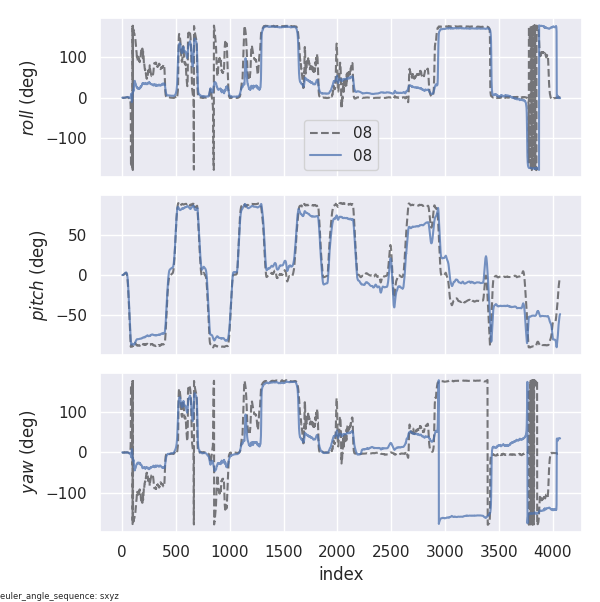 100
0
−100
roll (deg)
08
08
50
0
−50
pitch (deg)
100
0
−100
yaw (deg)
0 500 1000 1500 2000 2500 3000 3500 4000
index
euler_angle_sequence: sxyz